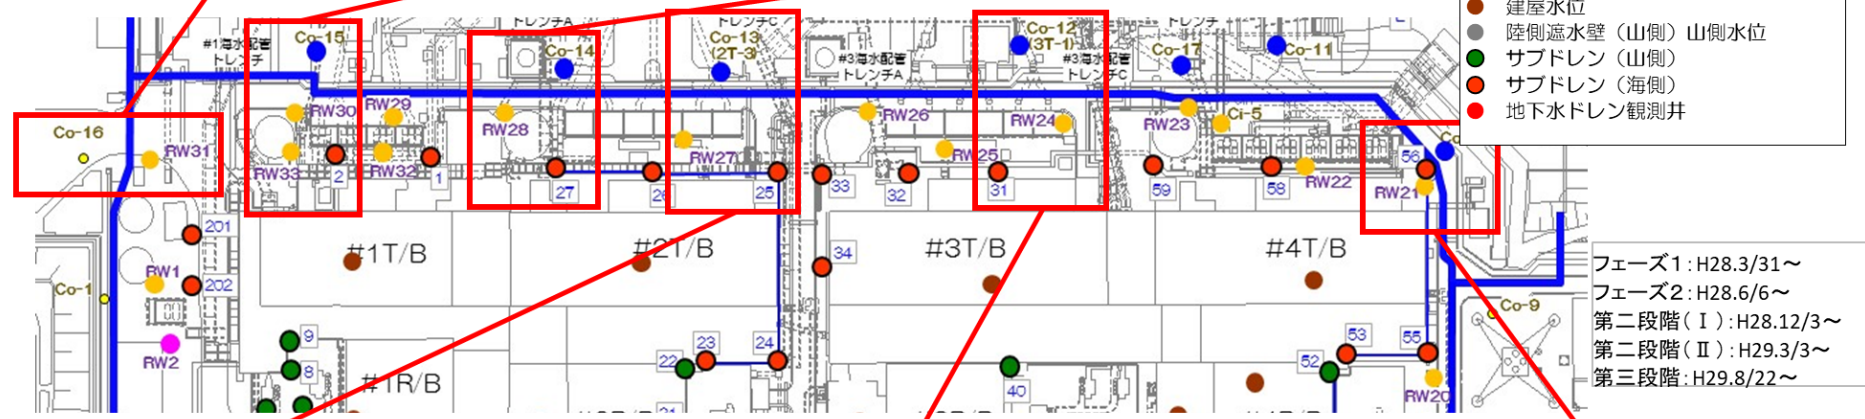 建屋水位
陸側遮水壁（山側）山側水位
サブドレン（山側）
サブドレン（海側）
地下水ドレン観測井
トレンチA
トレンチC
トレンチ
#1海水配管
トレンチ
Co-15
Co-14
Co-13
(2T-3)
Co-12
(3T-1)
#3海水配管
トレンチA
#3海水配管
トレンチC
Co-17
Co-11
Co-16
RW31
RW30
RW29
RW28
RW27
RW26
RW25
RW24
RW23
Ci-5
RW33
RW32
RW22
RW21
56
2
1
27
26
25
33
32
31
59
58
201
202
RW1
Co-1
RW2
#1T/B
#2T/B
#3T/B
#4T/B
34
9
8
#1R/B
22
23
24
40
52
53
55
RW20
Co-9
フェーズ1：H28.3/31～
フェーズ2：H28.6/6～
第二段階（Ⅰ）：H28.12/3～
第二段階（Ⅱ）：H29.3/3～
第三段階：H29.8/22～